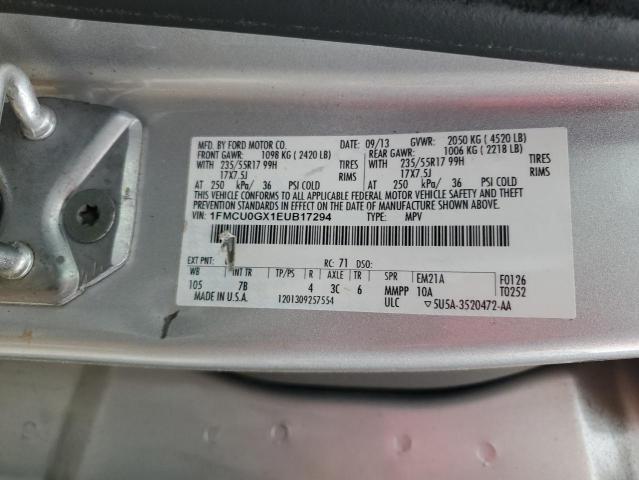 MFD. BY FORD MOTOR CO. DATE: 09/13 GVWR: 2050 KG ( 4520 LB)
FRONT GAWR: 1098 KG ( 2420 LB) REAR GAWR: 1006 KG ( 2218 LB)
WITH 235/55R17 99H TIRES WITH 235/55R17 99H TIRES
17X7.5J RIMS 17X7.5J RIMS
AT 250 kPa/ 36 PSI COLD AT 250 kPa/ 36 PSI COLD
THIS VEHICLE CONFORMS TO ALL APPLICABLE FEDERAL MOTOR VEHICLE SAFETY AND THEFT
PREVENTION STANDARDS IN EFFECT ON THE DATE OF MANUFACTURE SHOWN ABOVE.
VIN: 1FMCU0GX1EUB17294 TYPE: MPV
EXT PNT: RC: 71 DSO:
WB INT TR TP/PS R AXLE TR SPR EM21A F0126
105 7B 4 3C 6 MMPP 10A T0252
MADE IN U.S.A. 1201309257554 ULC ▽5U5A-3520472-AA